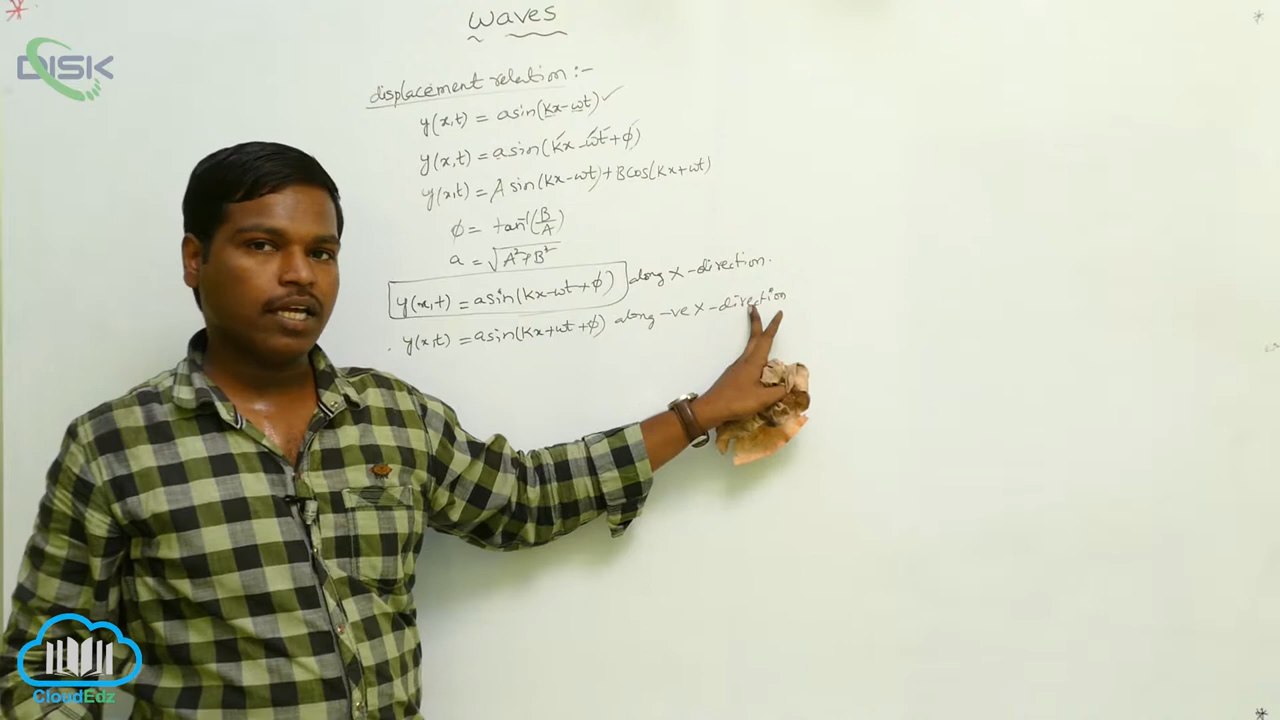 waves
DISK
displacement relation :-
y(x,t) = asin(kx-ωt) ✓
y(x,t) = asin(kx-ωt+ϕ)
y(x,t) = A sin(kx-ωt)+Bcos(kx+ωt)
ϕ = tan⁻¹(B/A)
a = √A²+B²
y(x,t) = asin(kx-ωt+ϕ) along x-direction.
y(x,t) = asin(kx+ωt+ϕ) along -ve x-direction
CloudEdz